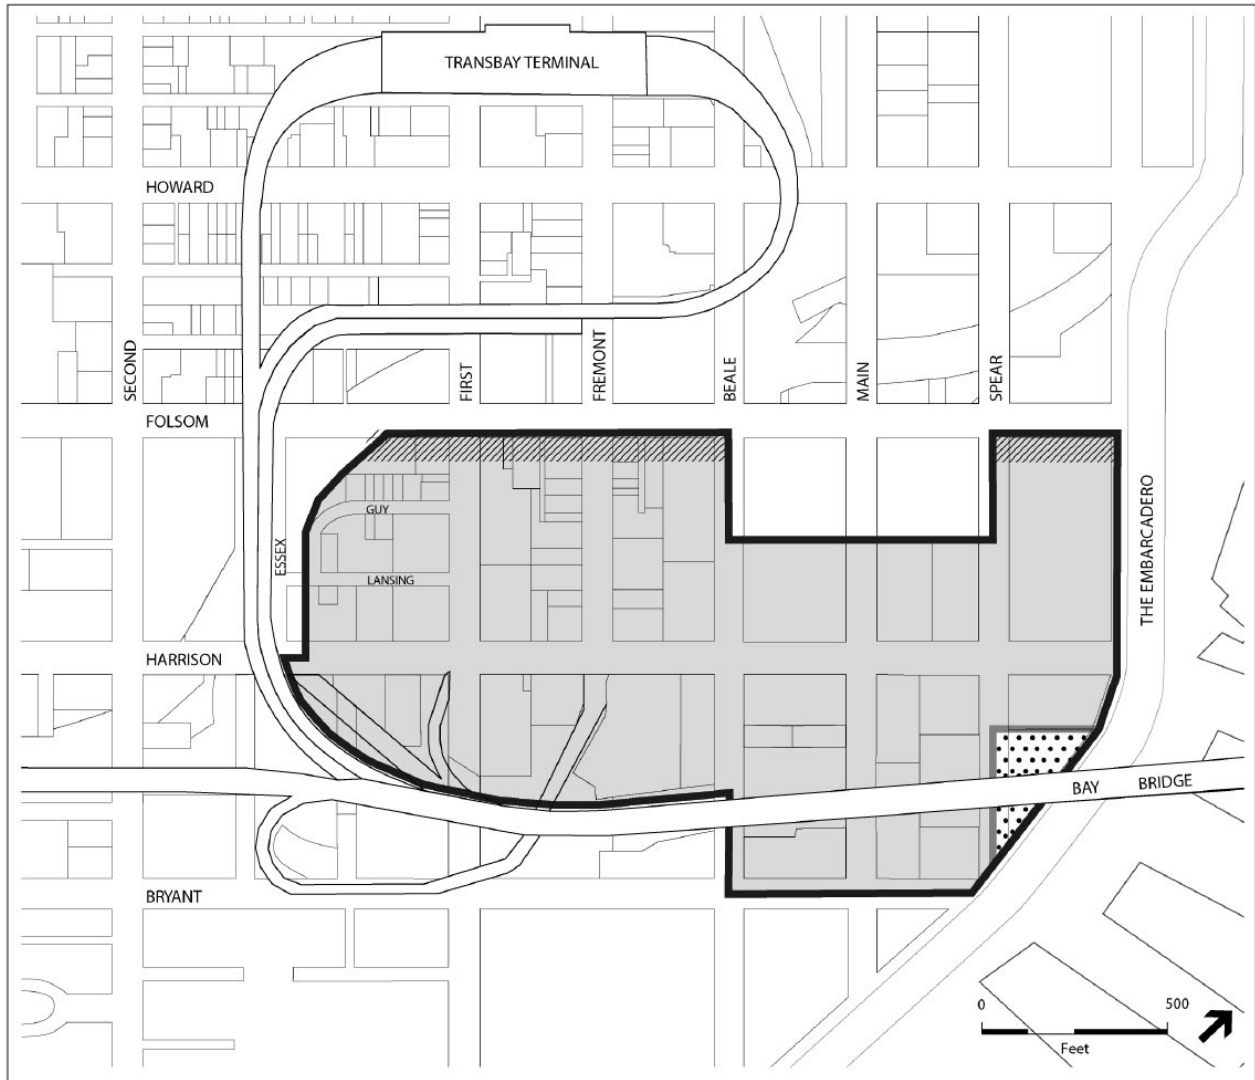 TRANSBAY TERMINAL
HOWARD
SECOND
FIRST
FREMONT
BEALE
MAIN
SPEAR
FOLSOM
THE EMBARCADERO
GUY
ESSEX
LANSING
HARRISON
BAY BRIDGE
BRYANT
0 500
Feet